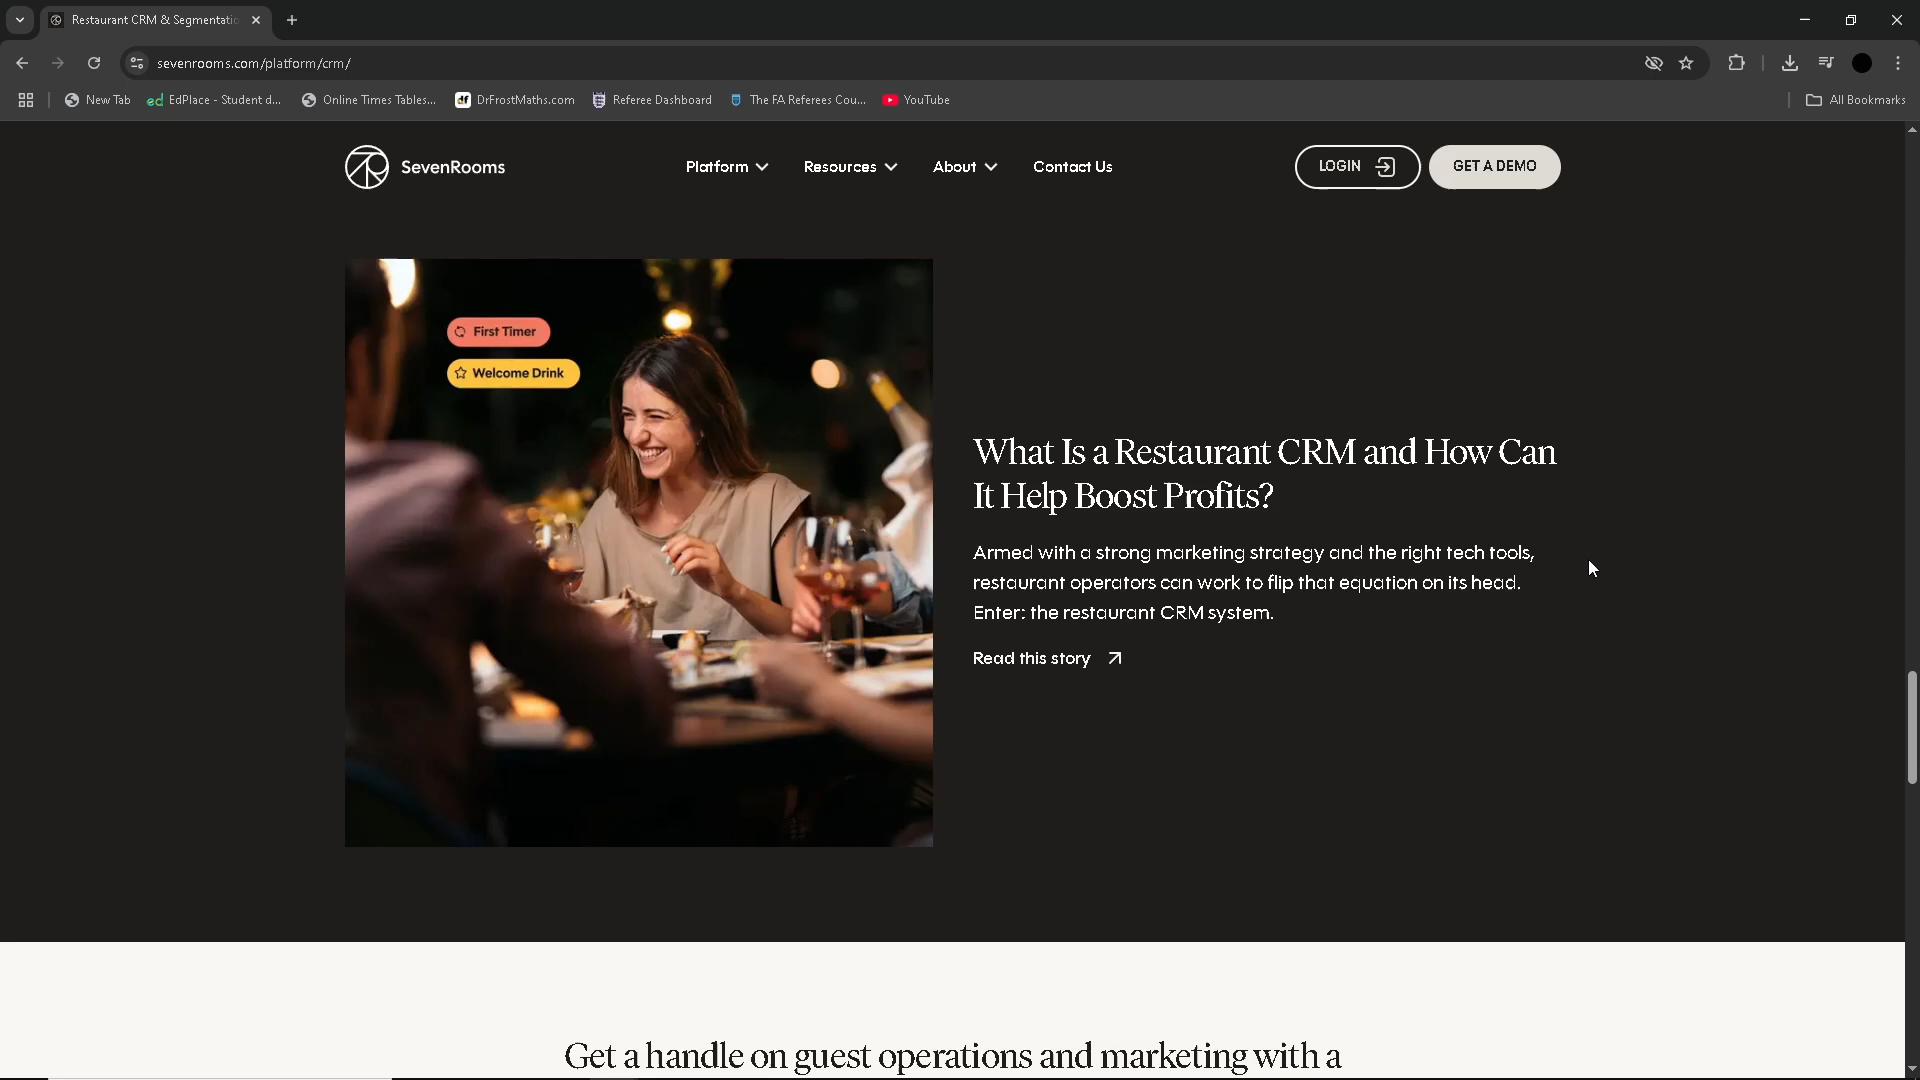 Restaurant CRM & Segmentatio
sevenrooms.com/platform/crm/
New Tab
EdPlace - Student d...
Online Times Tables...
DrFrostMaths.com
Referee Dashboard
The FA Referees Cou...
YouTube
All Bookmarks
SevenRooms
Platform
Resources
About
Contact Us
LOGIN
GET A DEMO
First Timer
Welcome Drink
What Is a Restaurant CRM and How Can
It Help Boost Profits?
Armed with a strong marketing strategy and the right tech tools,
restaurant operators can work to flip that equation on its head.
Enter: the restaurant CRM system.
Read this story
Get a handle on guest operations and marketing with a